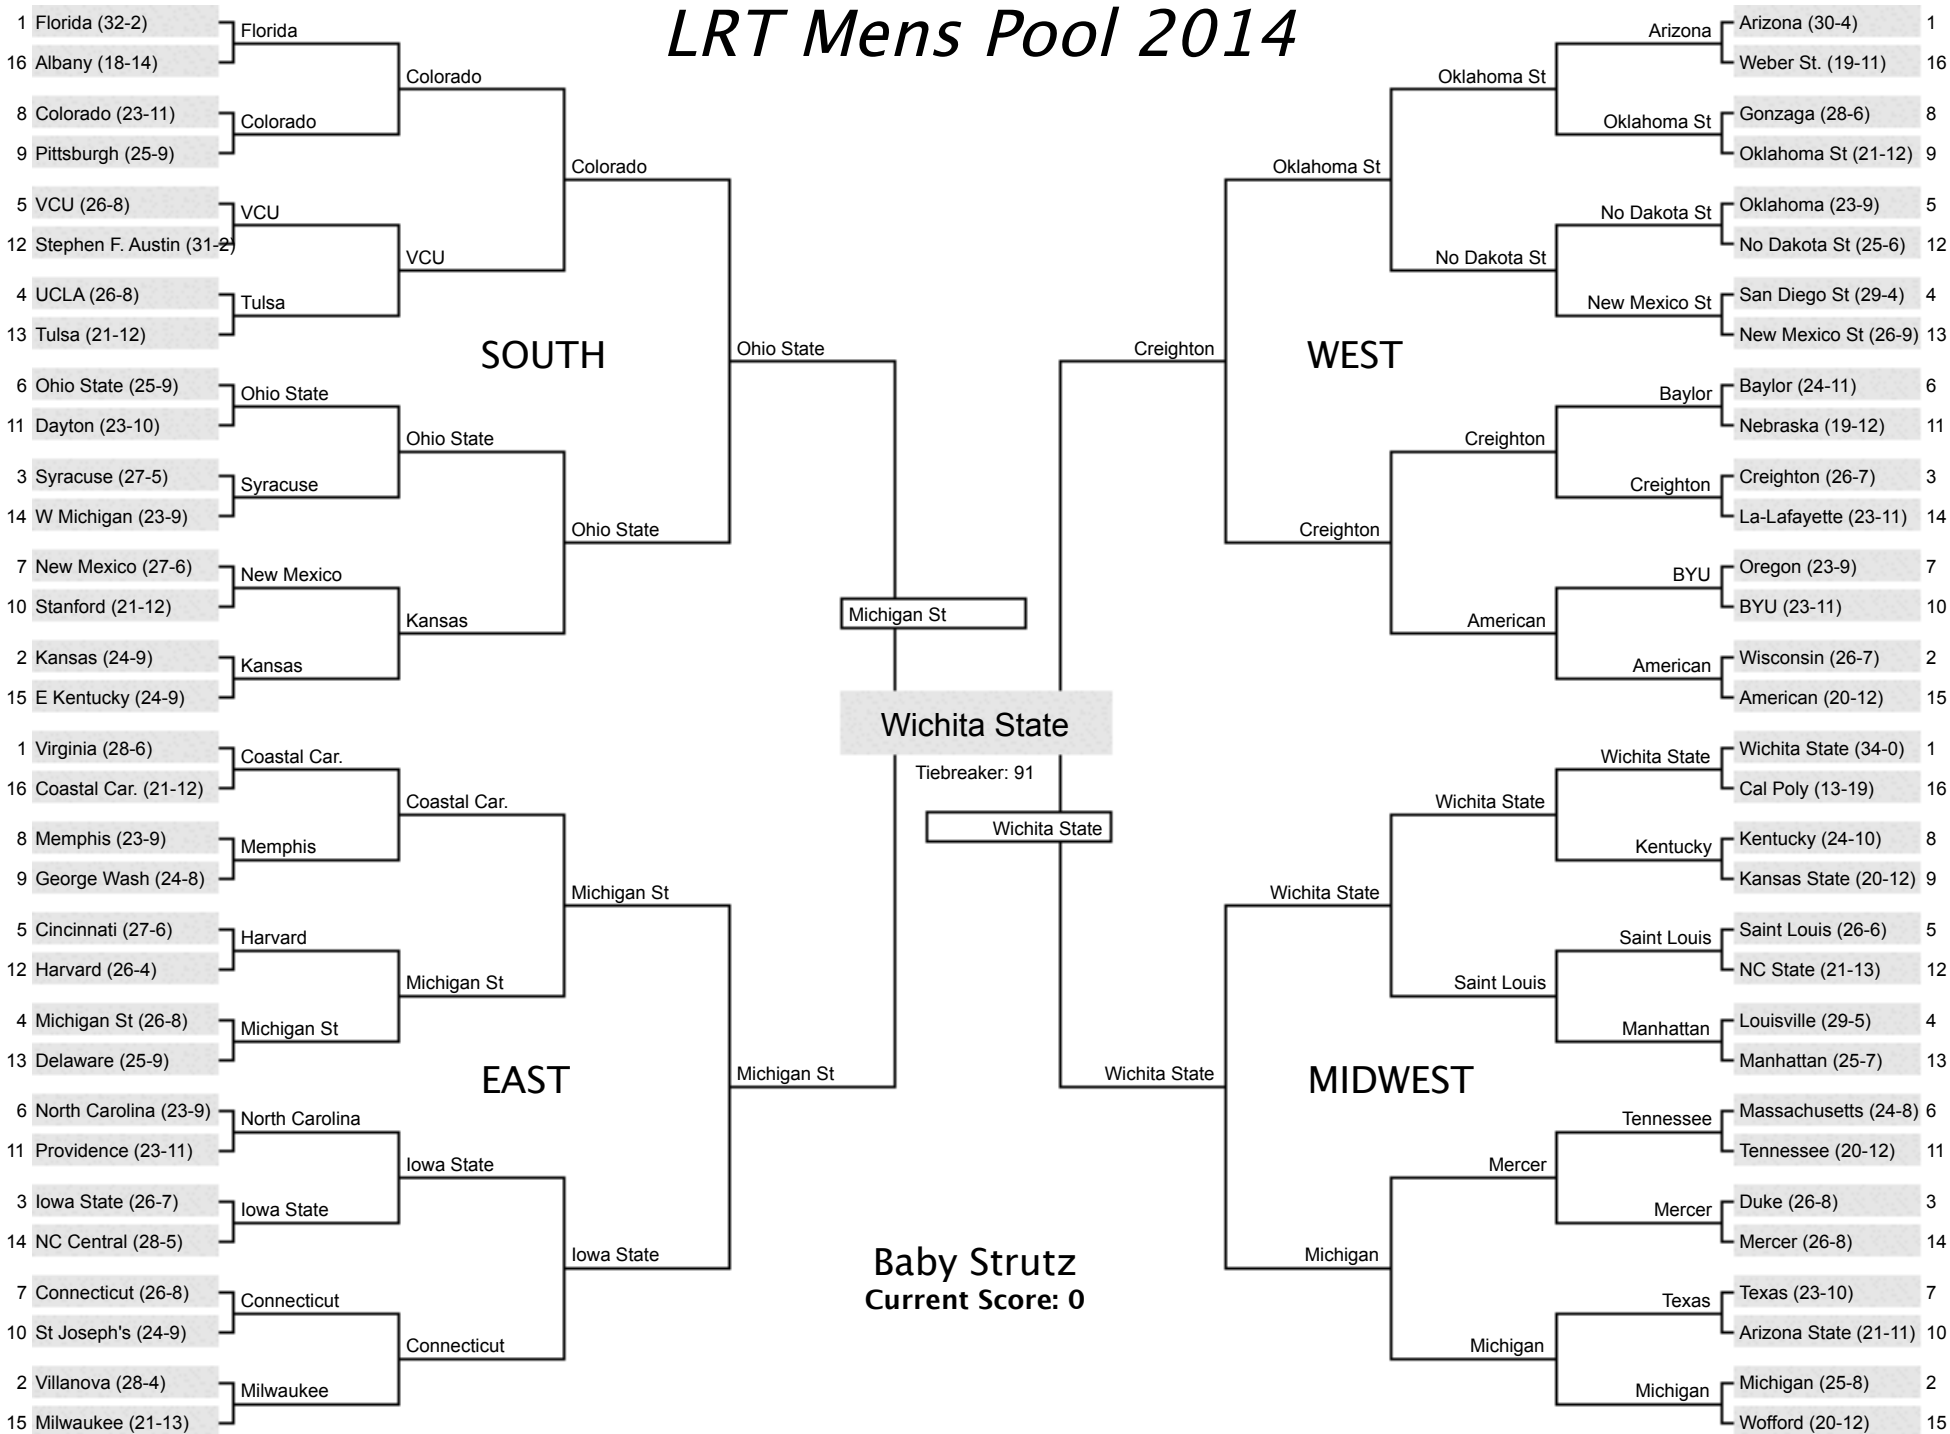 LRT Mens Pool 2014
1 Florida (32-2)
Florida
16 Albany (18-14)
Colorado
8 Colorado (23-11)
Colorado
9 Pittsburgh (25-9)
Colorado
5 VCU (26-8)
VCU
12 Stephen F. Austin (31-2)
VCU
4 UCLA (26-8)
Tulsa
13 Tulsa (21-12)
SOUTH
Ohio State
6 Ohio State (25-9)
Ohio State
11 Dayton (23-10)
Ohio State
3 Syracuse (27-5)
Syracuse
14 W Michigan (23-9)
Ohio State
7 New Mexico (27-6)
New Mexico
10 Stanford (21-12)
Kansas
2 Kansas (24-9)
Kansas
15 E Kentucky (24-9)
1 Virginia (28-6)
Coastal Car.
16 Coastal Car. (21-12)
Coastal Car.
8 Memphis (23-9)
Memphis
9 George Wash (24-8)
Michigan St
5 Cincinnati (27-6)
Harvard
12 Harvard (26-4)
Michigan St
4 Michigan St (26-8)
Michigan St
13 Delaware (25-9)
EAST
Michigan St
6 North Carolina (23-9)
North Carolina
11 Providence (23-11)
Iowa State
3 Iowa State (26-7)
Iowa State
14 NC Central (28-5)
Iowa State
7 Connecticut (26-8)
Connecticut
10 St Joseph's (24-9)
Connecticut
2 Villanova (28-4)
Milwaukee
15 Milwaukee (21-13)
Michigan St
Wichita State
Tiebreaker: 91
Wichita State
Baby Strutz
Current Score: 0
Arizona (30-4) 1
Arizona
Weber St. (19-11) 16
Oklahoma St
Gonzaga (28-6) 8
Oklahoma St
Oklahoma St (21-12) 9
Oklahoma St
Oklahoma (23-9) 5
No Dakota St
No Dakota St (25-6) 12
No Dakota St
San Diego St (29-4) 4
New Mexico St
New Mexico St (26-9) 13
Creighton
WEST
Baylor (24-11) 6
Baylor
Nebraska (19-12) 11
Creighton
Creighton (26-7) 3
Creighton
La-Lafayette (23-11) 14
Creighton
Oregon (23-9) 7
BYU
BYU (23-11) 10
American
Wisconsin (26-7) 2
American
American (20-12) 15
Wichita State (34-0) 1
Wichita State
Cal Poly (13-19) 16
Wichita State
Kentucky (24-10) 8
Kentucky
Kansas State (20-12) 9
Wichita State
Saint Louis (26-6) 5
Saint Louis
NC State (21-13) 12
Saint Louis
Louisville (29-5) 4
Manhattan
Manhattan (25-7) 13
Wichita State
MIDWEST
Massachusetts (24-8) 6
Tennessee
Tennessee (20-12) 11
Mercer
Duke (26-8) 3
Mercer
Mercer (26-8) 14
Michigan
Texas (23-10) 7
Texas
Arizona State (21-11) 10
Michigan
Michigan (25-8) 2
Michigan
Wofford (20-12) 15